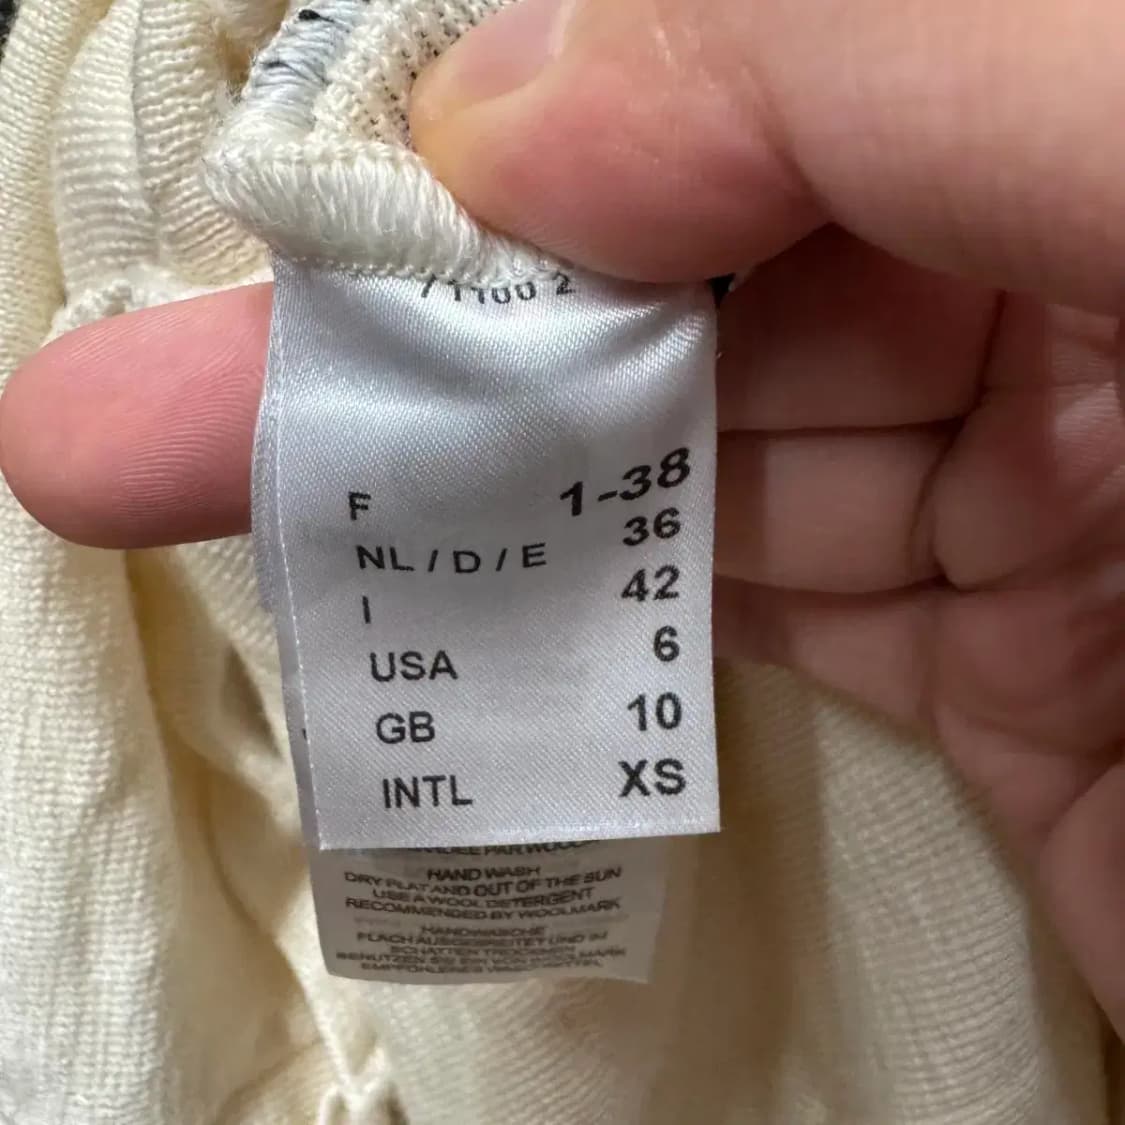 / 1100 2
F 1-38
NL / D / E 36
I 42
USA 6
GB 10
INTL XS
HAND WASH
DRY FLAT AND OUT OF THE SUN
USE A WOOL DETERGENT
RECOMMENDED BY WOOLMARK
HANDWÄSCHE
FLACH AUSGEBREITET UND IM
SCHATTEN TROCKNEN